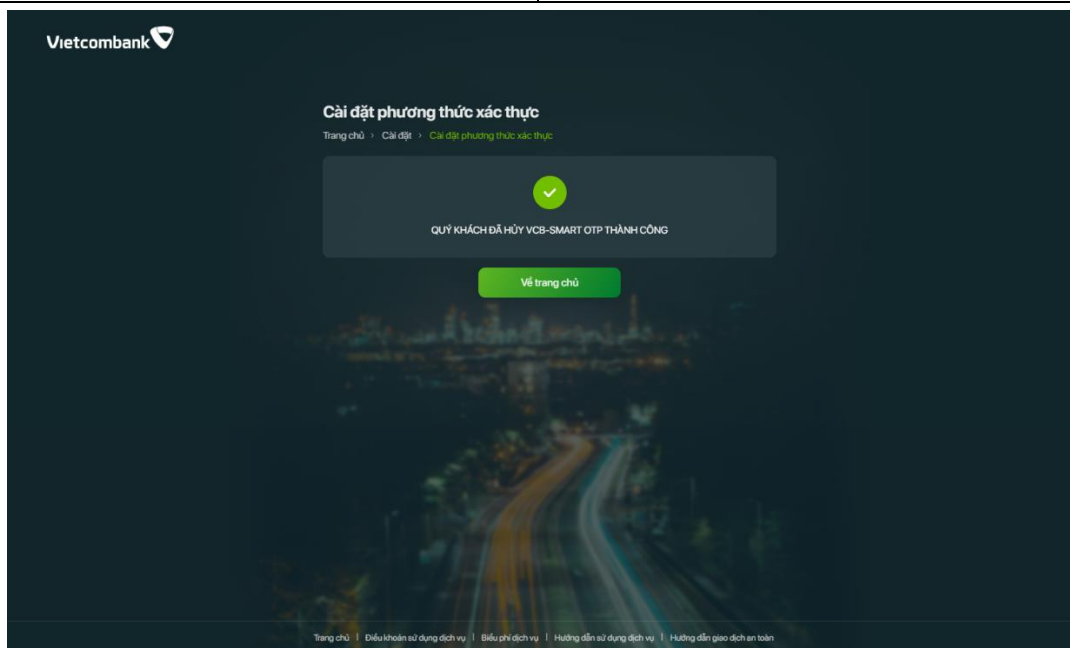 Vietcombank
Cài đặt phương thức xác thực
Trang chủ > Cài đặt > Cài đặt phương thức xác thực
QUÝ KHÁCH ĐÃ HỦY VCB-SMART OTP THÀNH CÔNG
Về trang chủ
Trang chủ | Điều khoản sử dụng dịch vụ | Biểu phí dịch vụ | Hướng dẫn sử dụng dịch vụ | Hướng dẫn giao dịch an toàn